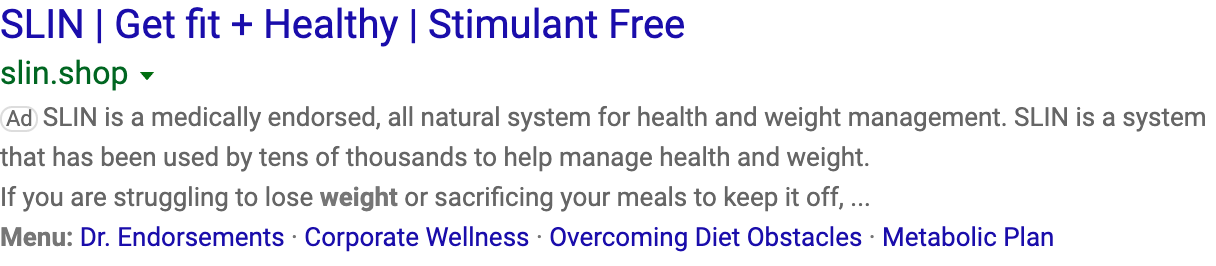 SLIN | Get fit + Healthy | Stimulant Free
slin.shop
Ad SLIN is a medically endorsed, all natural system for health and weight management. SLIN is a system
that has been used by tens of thousands to help manage health and weight.
If you are struggling to lose weight or sacrificing your meals to keep it off, ...
Menu: Dr. Endorsements · Corporate Wellness · Overcoming Diet Obstacles · Metabolic Plan